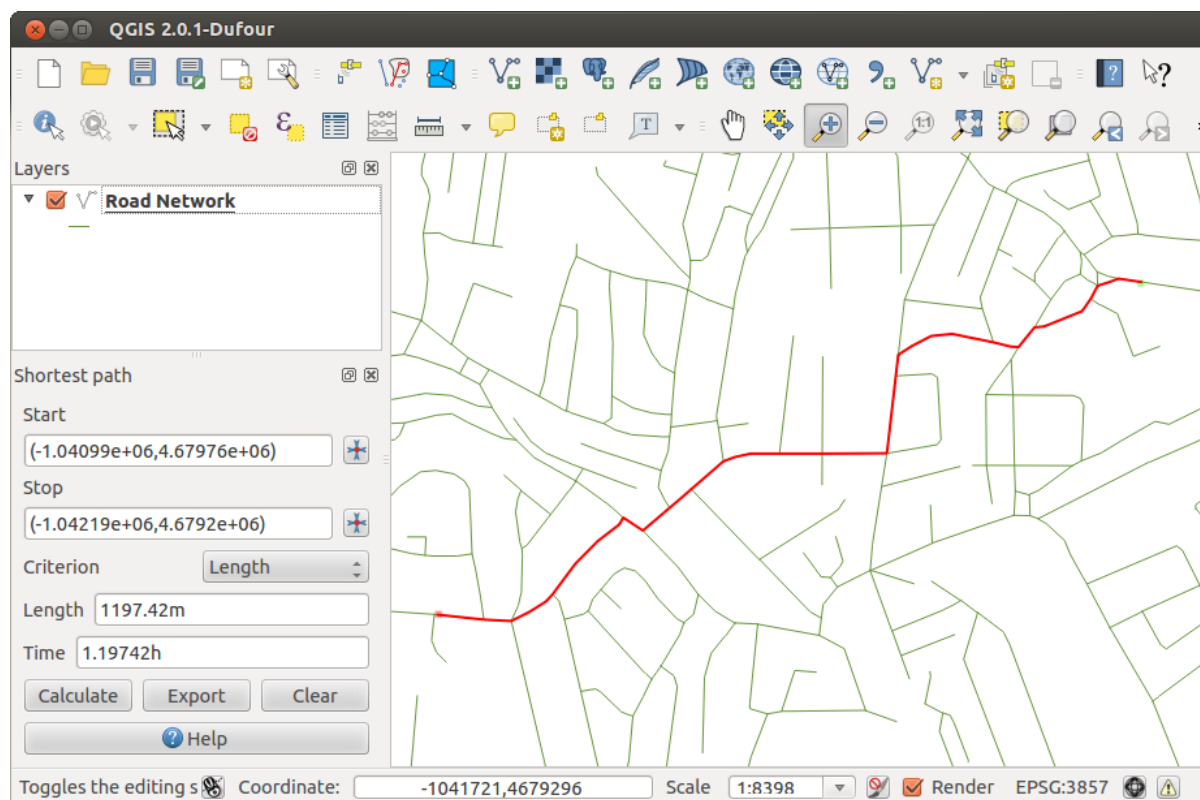 QGIS 2.0.1-Dufour
Layers
Road Network
Shortest path
Start
(-1.04099e+06,4.67976e+06)
Stop
(-1.04219e+06,4.6792e+06)
Criterion Length
Length 1197.42m
Time 1.19742h
Calculate Export Clear
Help
Toggles the editing s Coordinate: -1041721,4679296 Scale 1:8398 Render EPSG:3857